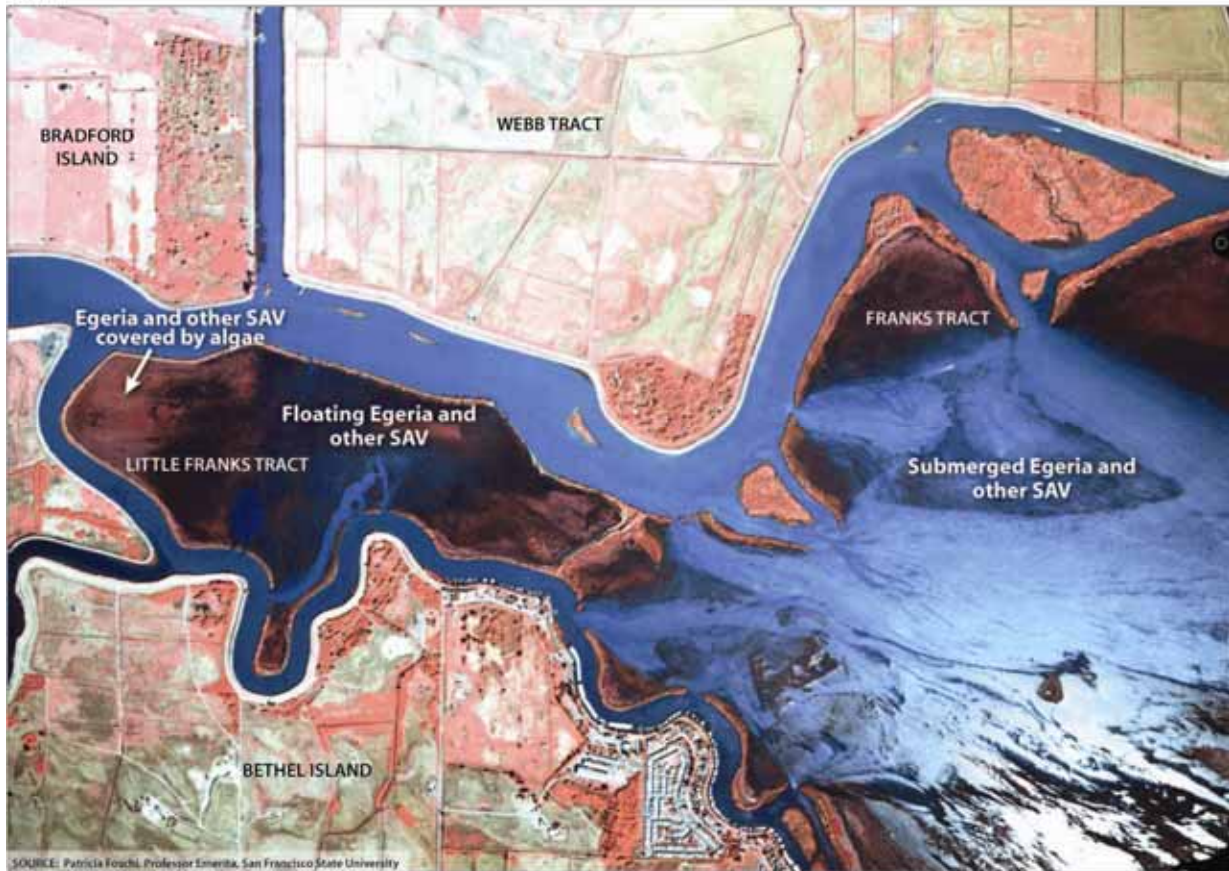 BRADFORD
ISLAND
WEBB TRACT
Egeria and other SAV
covered by algae
FRANKS TRACT
Floating Egeria and
other SAV
LITTLE FRANKS TRACT
Submerged Egeria and
other SAV
BETHEL ISLAND
SOURCE: Patricia Foschi, Professor Emerita, San Francisco State University